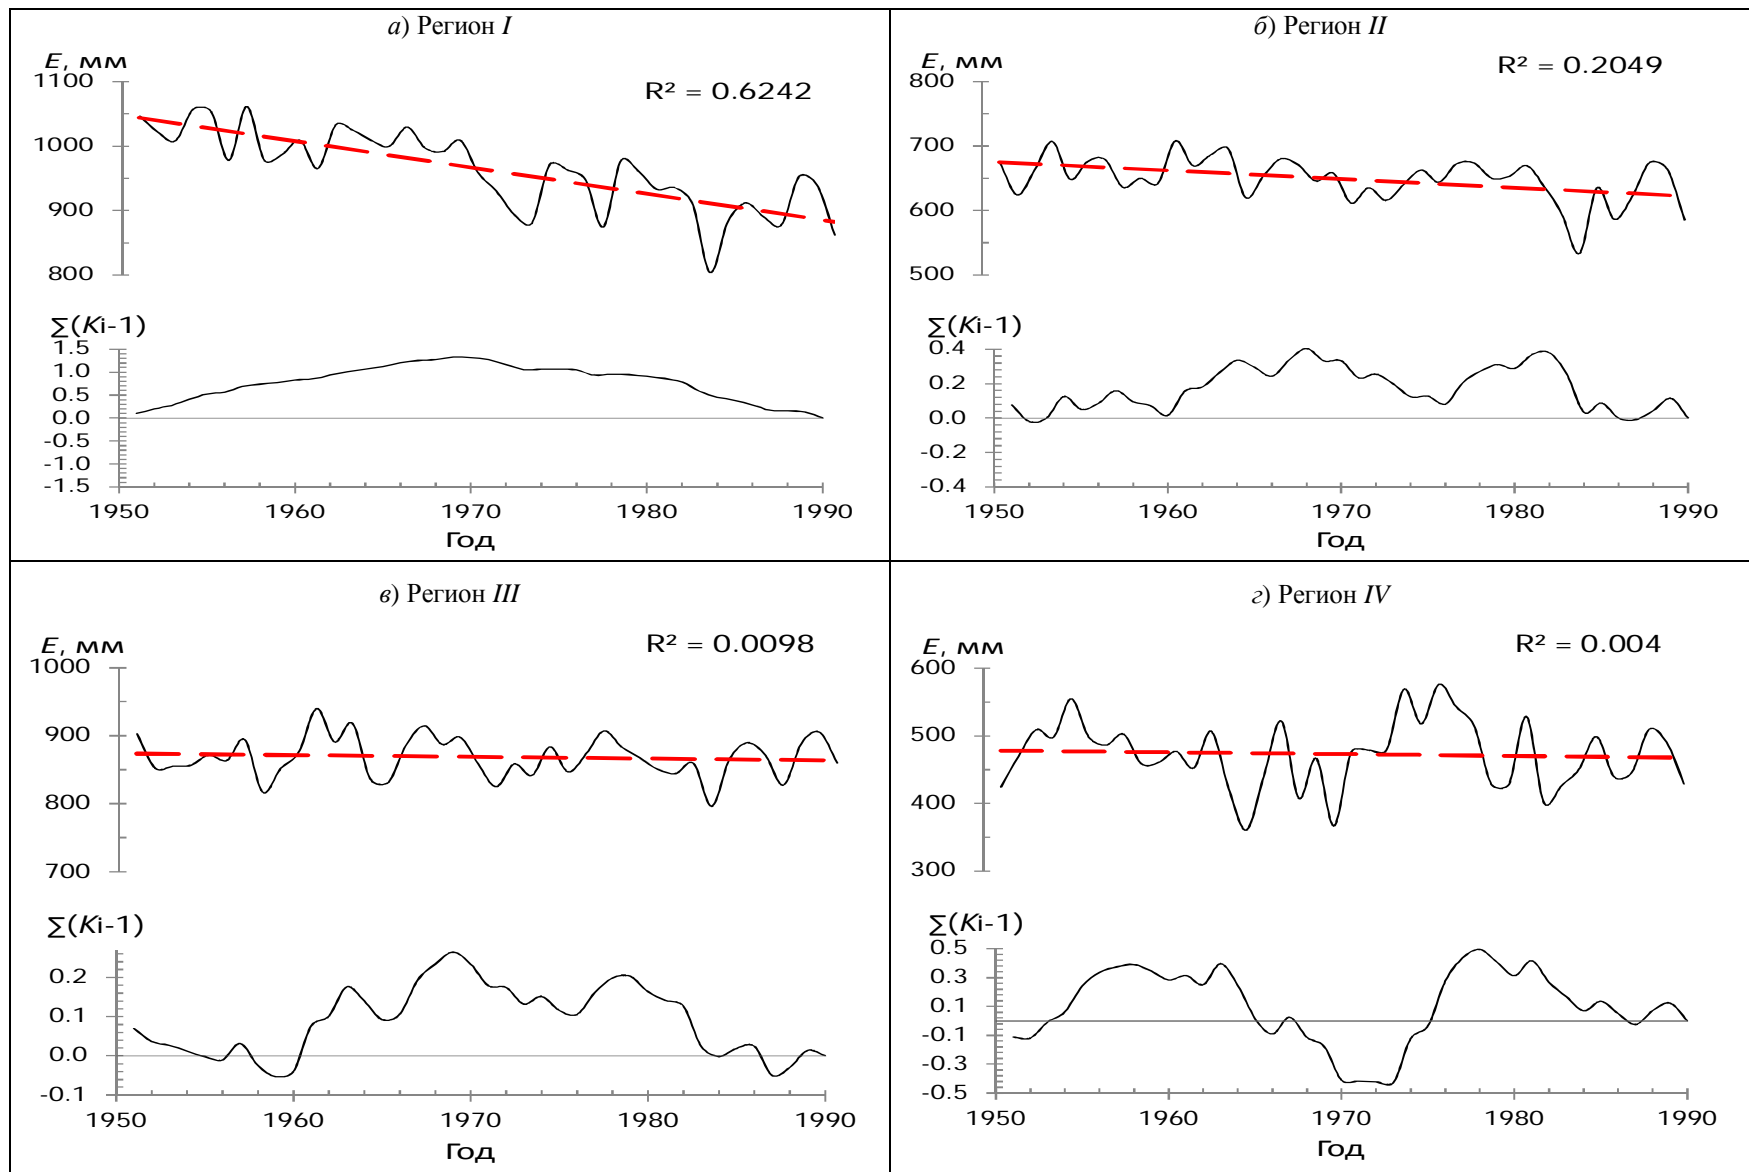 а) Регион I
E, мм
R² = 0.6242
1100
1000
900
800
∑(Ki-1)
1.5
1.0
0.5
0.0
-0.5
-1.0
-1.5
1950 1960 1970 1980 1990
Год
б) Регион II
E, мм
R² = 0.2049
800
700
600
500
∑(Ki-1)
0.4
0.2
0.0
-0.2
-0.4
1950 1960 1970 1980 1990
Год
в) Регион III
E, мм
R² = 0.0098
1000
900
800
700
∑(Ki-1)
0.2
0.1
0.0
-0.1
1950 1960 1970 1980 1990
Год
г) Регион IV
E, мм
R² = 0.004
600
500
400
300
∑(Ki-1)
0.5
0.3
0.1
-0.1
-0.3
-0.5
1950 1960 1970 1980 1990
Год